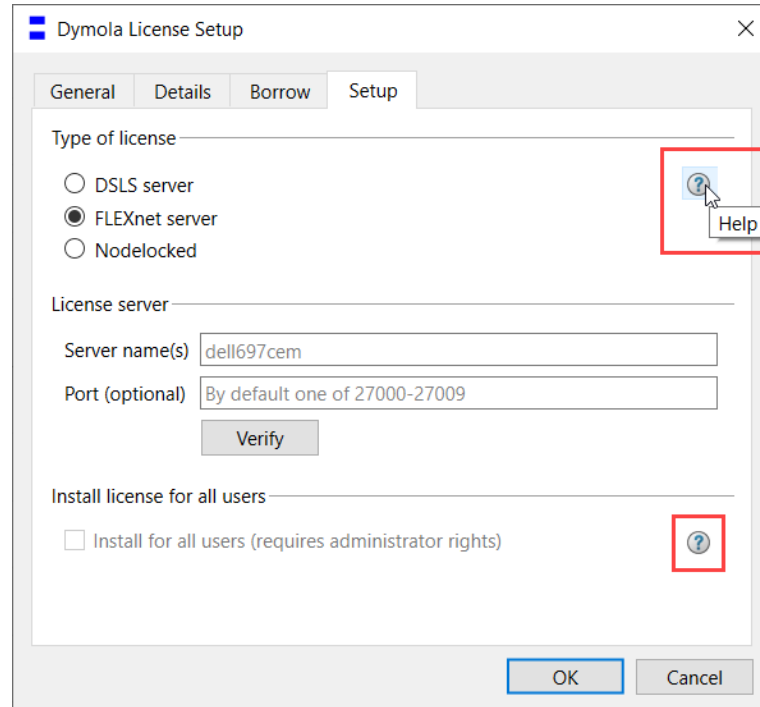 Dymola License Setup
General Details Borrow Setup
Type of license
DSLS server
FLEXnet server
Nodelocked
Help
License server
Server name(s) dell697cem
Port (optional) By default one of 27000-27009
Verify
Install license for all users
Install for all users (requires administrator rights)
OK Cancel